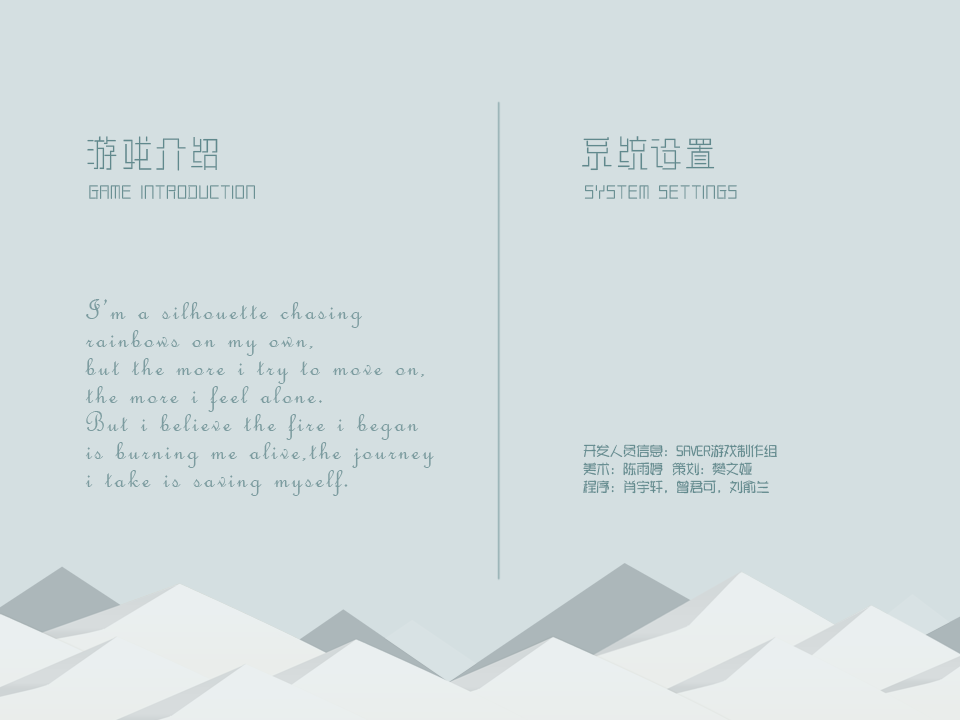 游戏介绍
GAME INTRODUCTION
I'm a silhouette chasing
rainbows on my own,
but the more i try to move on,
the more i feel alone.
But i believe the fire i began
is burning me alive,the journey
i take is saving myself.
系统设置
SYSTEM SETTINGS
开发人员信息: SAVER游戏制作组
美术: 陈雨婷 策划: 樊文娅
程序: 肖宇轩, 曾君可, 刘俞兰